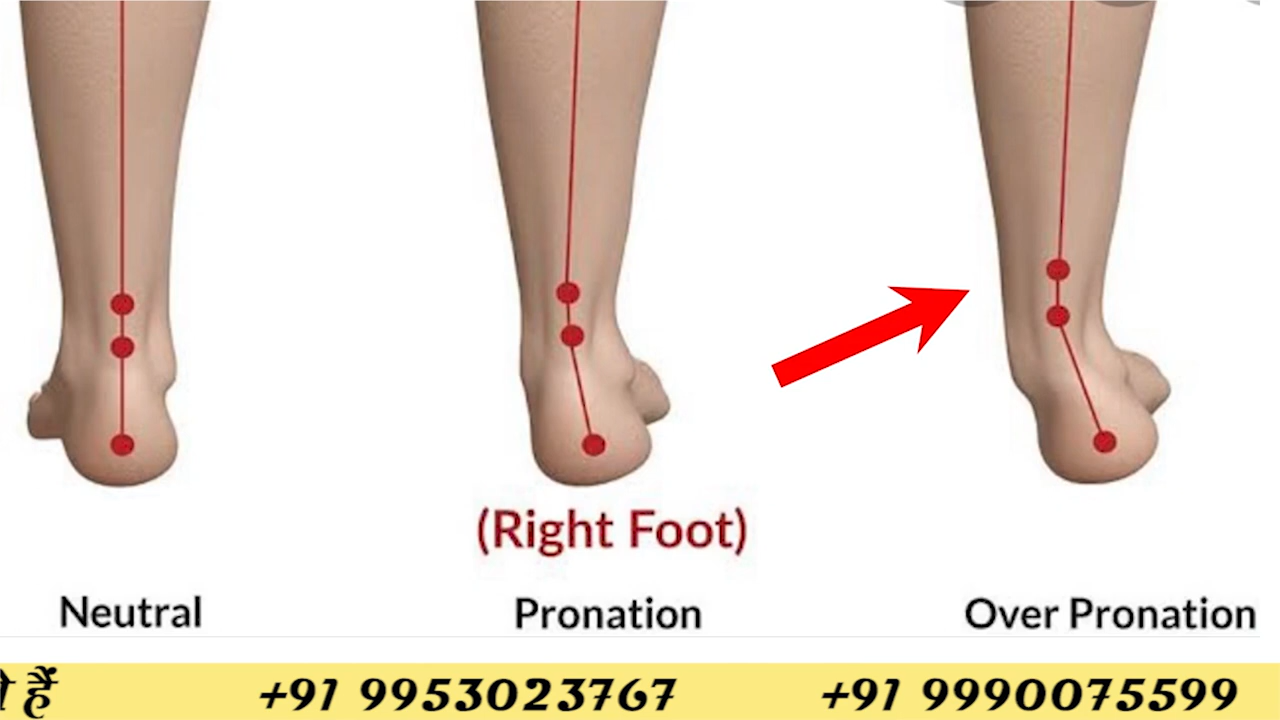 (Right Foot)
Neutral Pronation Over Pronation
हैं +91 9953023767 +91 9990075599